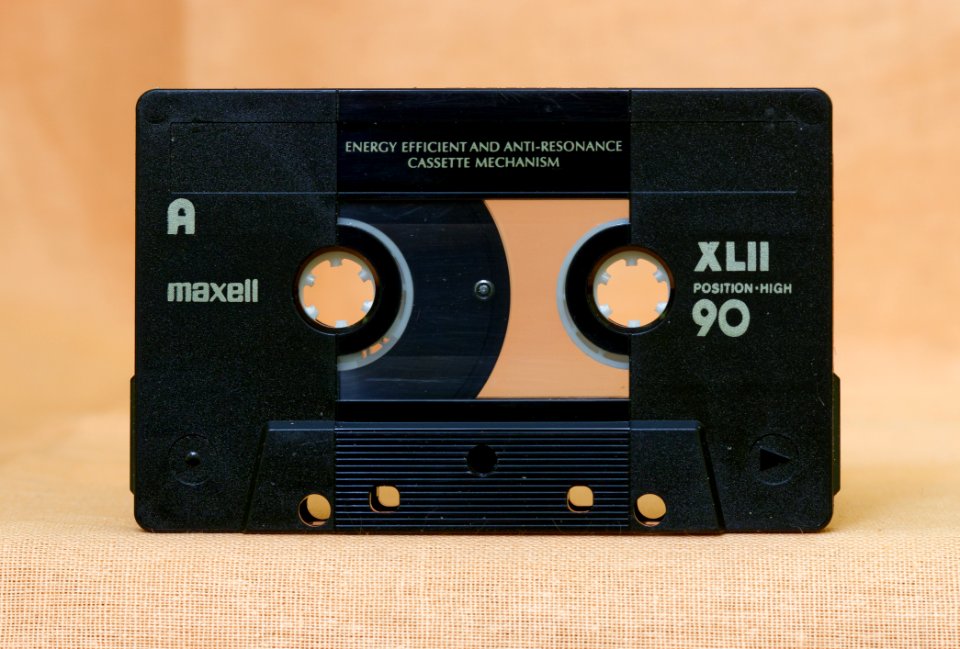 ENERGY EFFICIENT AND ANTI-RESONANCE
CASSETTE MECHANISM
A
maxell
XLII
POSITION·HIGH
90